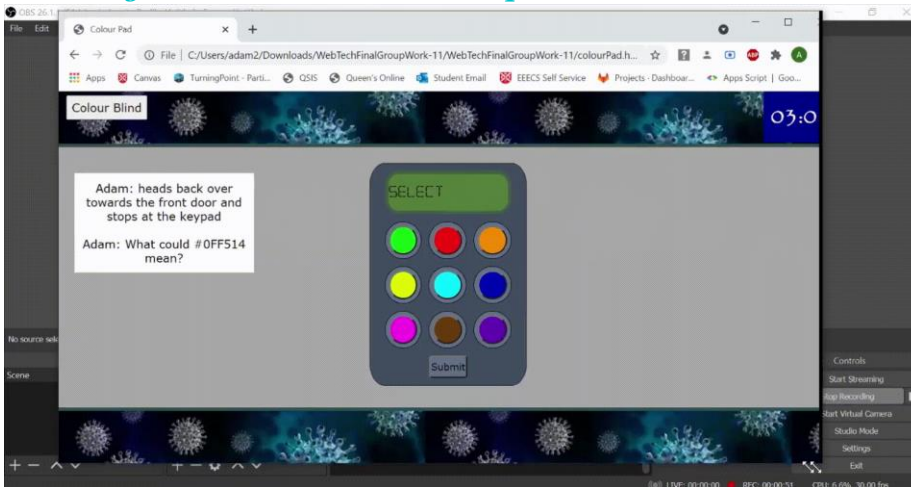 OBS 26.1.
File Edit
Colour Pad
File | C:/Users/adam2/Downloads/WebTechFinalGroupWork-11/WebTechFinalGroupWork-11/colourPad.h...
ABP
A
Apps Canvas TurningPoint - Parti... QSIS Queen's Online Student Email EEECS Self Service Projects · Dashboar... Apps Script | Goo...
Colour Blind
03:0
Adam: heads back over
towards the front door and
stops at the keypad
Adam: What could #0FF514
mean?
SELECT
Submit
No source sele
Scene
Controls
Start Streaming
Stop Recording
Start Virtual Camera
Studio Mode
Settings
Exit
LIVE: 00:00:00 REC: 00:00:51 CPU: 6.6%, 30.00 fps